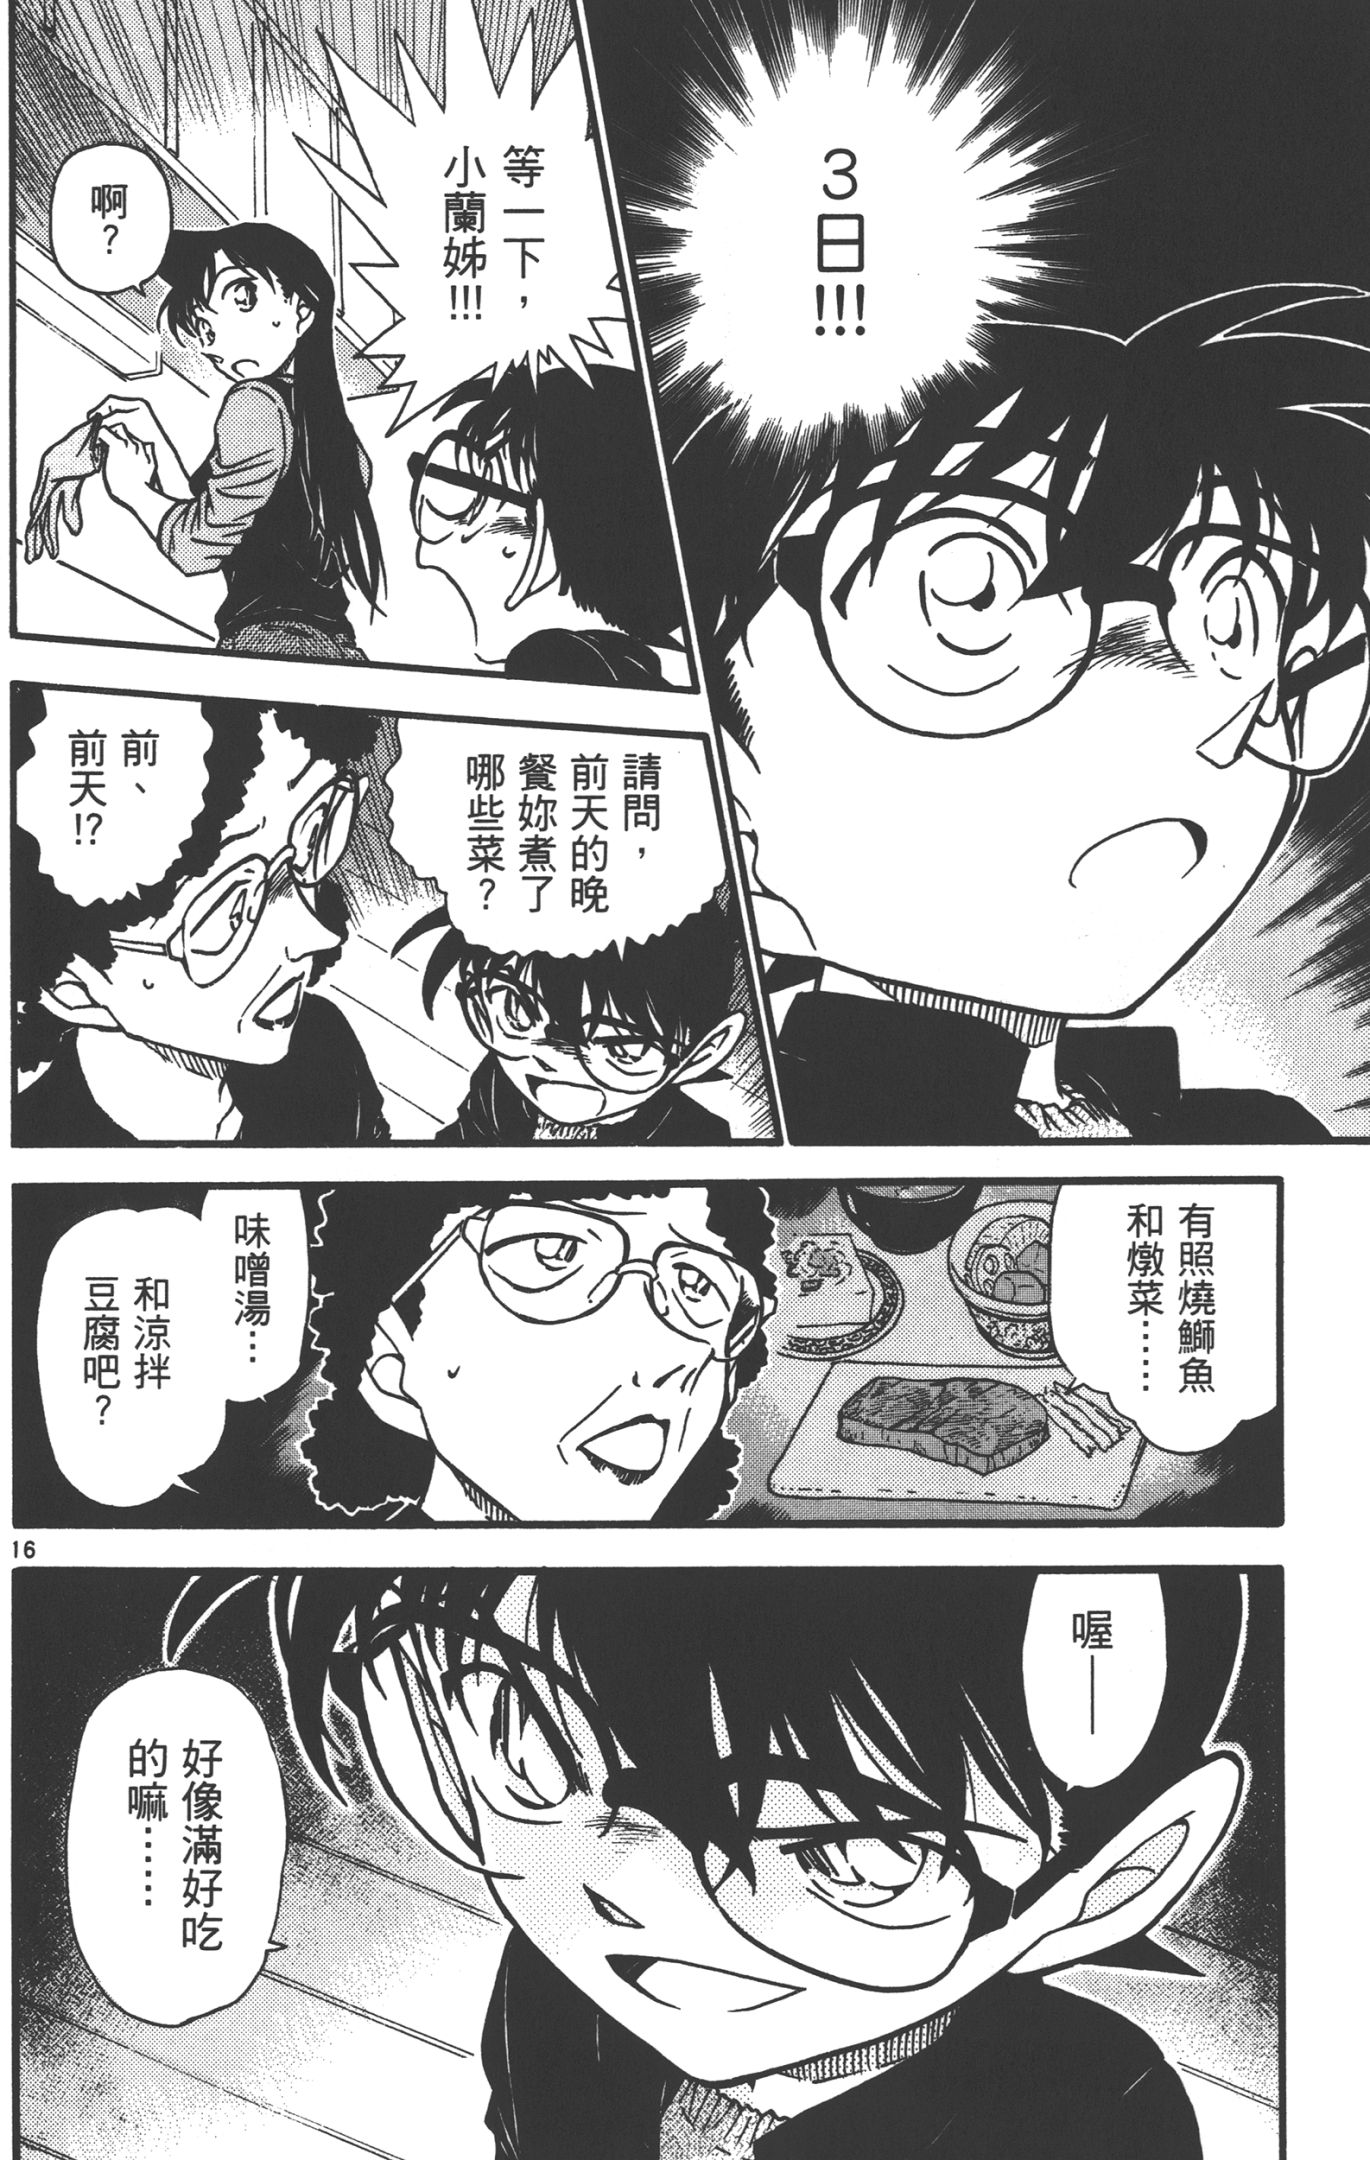 3日!!!
等一下，
小蘭姊!!!
啊？
請問，
前天的晚
餐妳煮了
哪些菜？
前、
前天!?
有照燒鰤魚
和燉菜……
味噌湯…
和涼拌
豆腐吧？
16
喔——
好像滿好吃
的嘛……